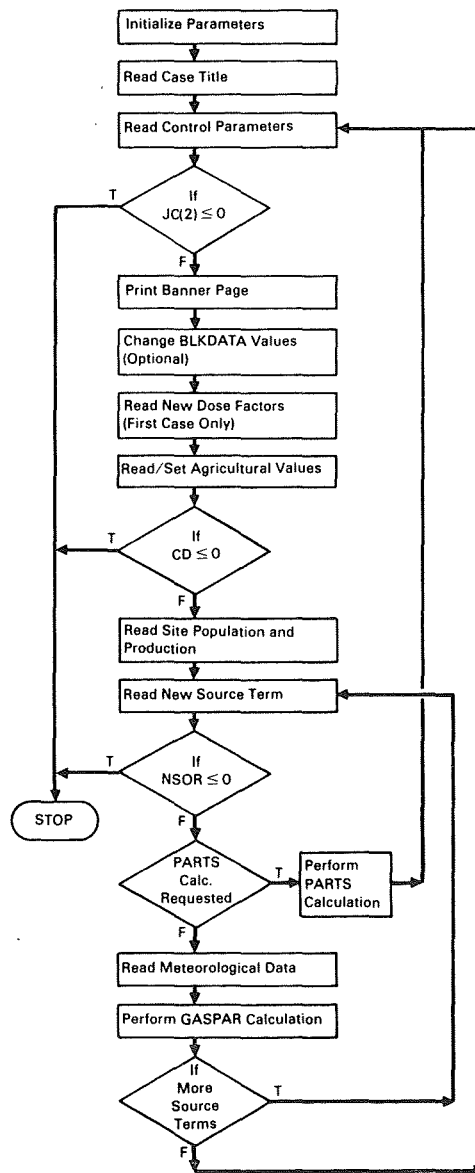 Initialize Parameters
Read Case Title
Read Control Parameters
T
If
JC(2) ≤ 0
F
Print Banner Page
Change BLKDATA Values
(Optional)
Read New Dose Factors
(First Case Only)
Read/Set Agricultural Values
T
If
CD ≤ 0
F
Read Site Population and
Production
Read New Source Term
T
If
NSOR ≤ 0
F
STOP
PARTS
Calc.
Requested
T
Perform
PARTS
Calculation
F
Read Meteorological Data
Perform GASPAR Calculation
If
More
Source
Terms
T
F